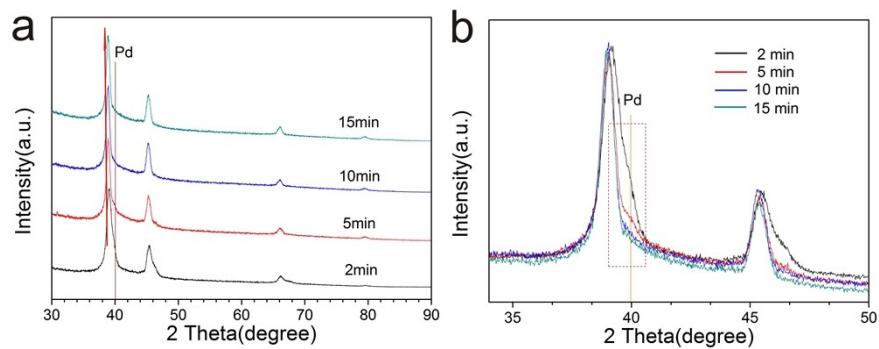 a
Pd
15min
10min
5min
2min
Intensity(a.u.)
30 40 50 60 70 80 90
2 Theta(degree)
b
2 min
5 min
10 min
15 min
Pd
Intensity(a.u.)
35 40 45 50
2 Theta(degree)